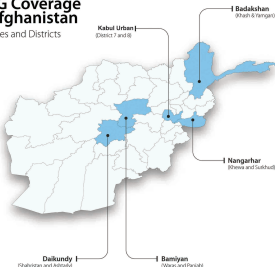 Coverage
fghanistan
es and Districts
Badakshan
(Khash & Yamgan)
Kabul Urban
(District 7 and 8)
Nangarhar
(Khewa and Surkhud)
Daikundy
(Shahristan and Ashtarly)
Bamiyan
(Waras and Panjab)